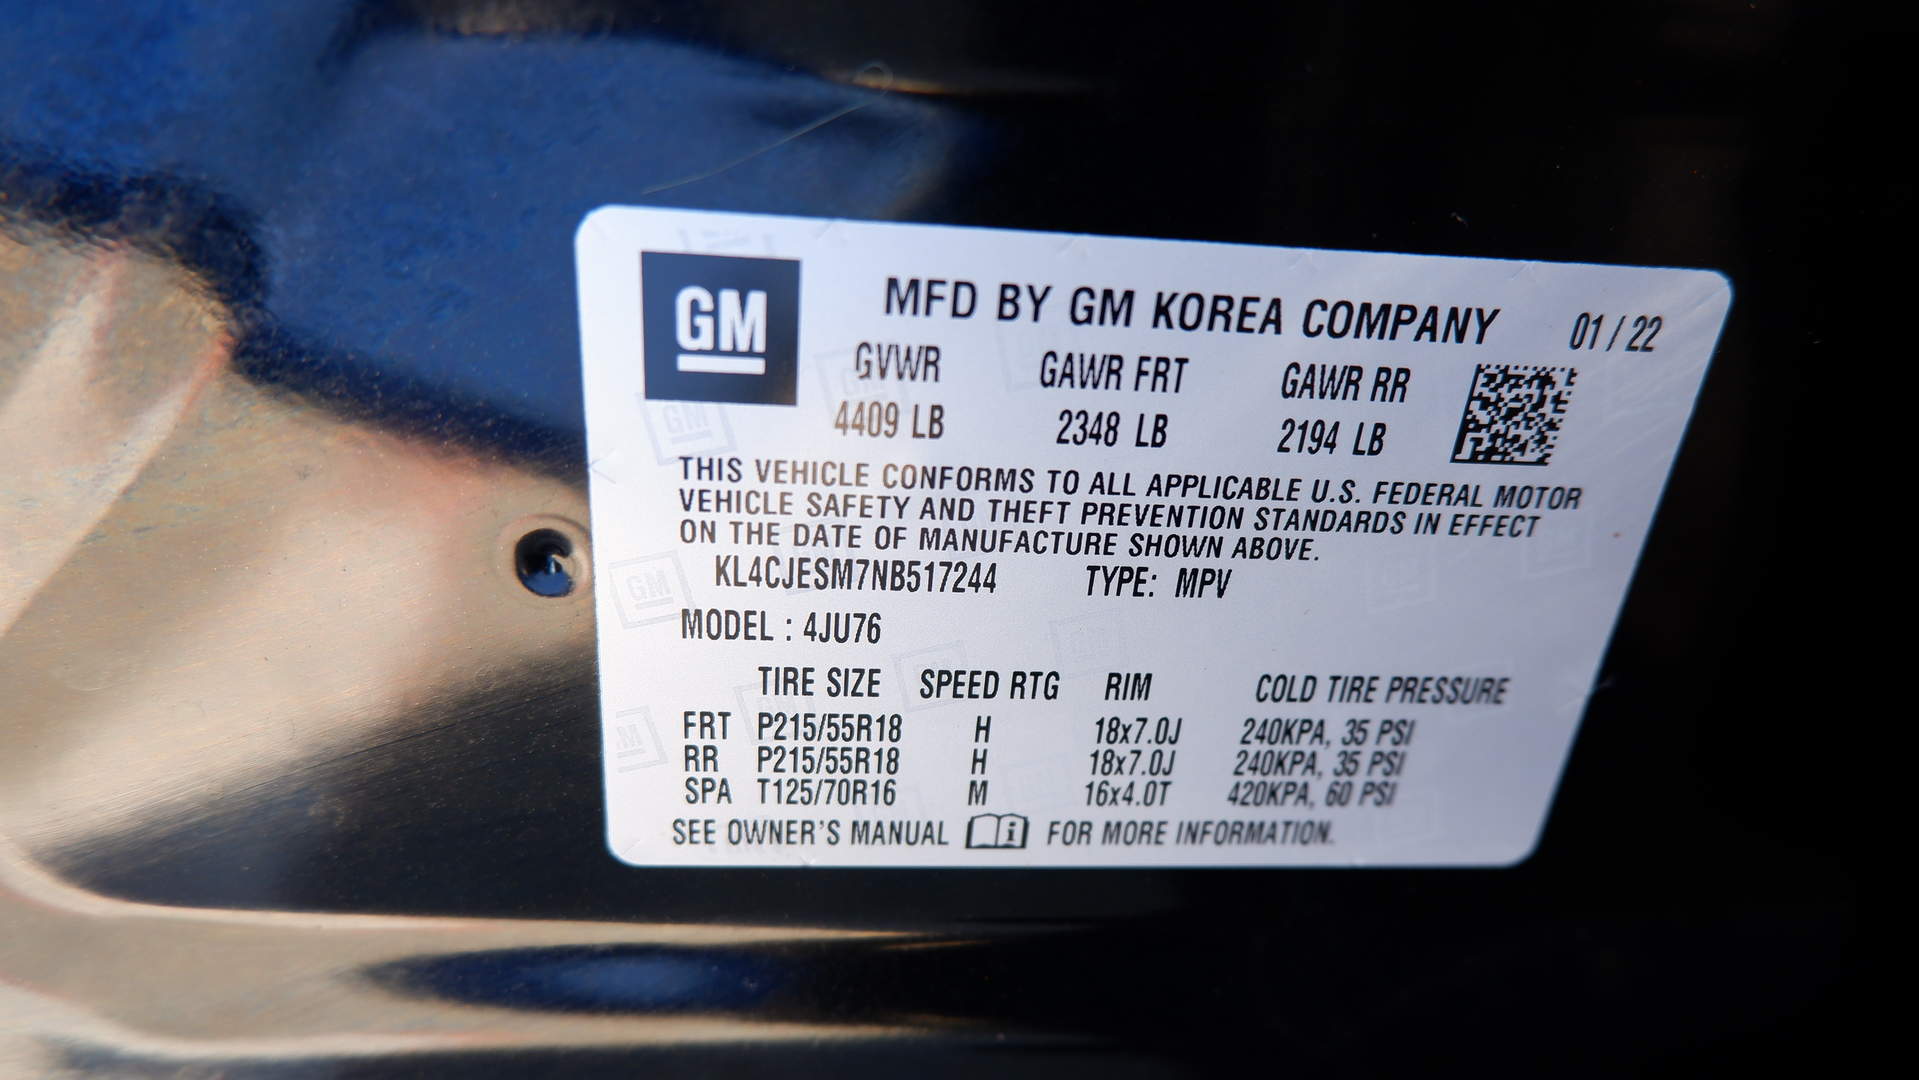 GM
MFD BY GM KOREA COMPANY 01 / 22
GVWR GAWR FRT GAWR RR
4409 LB 2348 LB 2194 LB
THIS VEHICLE CONFORMS TO ALL APPLICABLE U.S. FEDERAL MOTOR
VEHICLE SAFETY AND THEFT PREVENTION STANDARDS IN EFFECT
ON THE DATE OF MANUFACTURE SHOWN ABOVE.
KL4CJESM7NB517244 TYPE: MPV
MODEL : 4JU76
TIRE SIZE SPEED RTG RIM COLD TIRE PRESSURE
FRT P215/55R18 H 18x7.0J 240KPA, 35 PSI
RR P215/55R18 H 18x7.0J 240KPA, 35 PSI
SPA T125/70R16 M 16x4.0T 420KPA, 60 PSI
SEE OWNER'S MANUAL i FOR MORE INFORMATION.